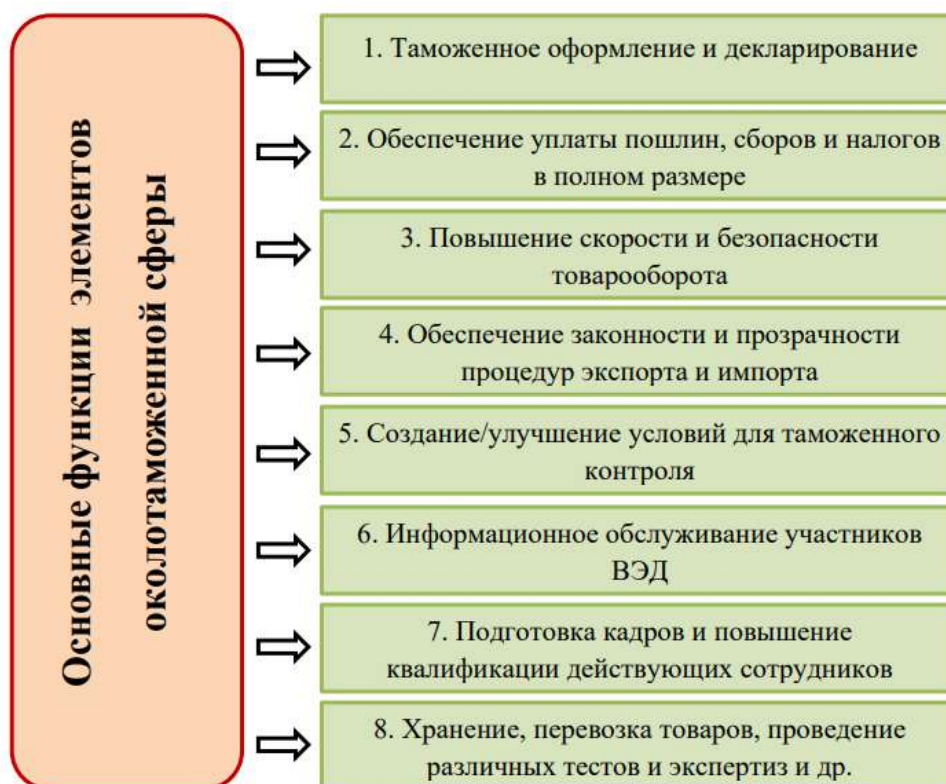 Основные функции элементов
околотаможенной сферы
1. Таможенное оформление и декларирование
2. Обеспечение уплаты пошлин, сборов и налогов
в полном размере
3. Повышение скорости и безопасности
товарооборота
4. Обеспечение законности и прозрачности
процедур экспорта и импорта
5. Создание/улучшение условий для таможенного
контроля
6. Информационное обслуживание участников
ВЭД
7. Подготовка кадров и повышение
квалификации действующих сотрудников
8. Хранение, перевозка товаров, проведение
различных тестов и экспертиз и др.